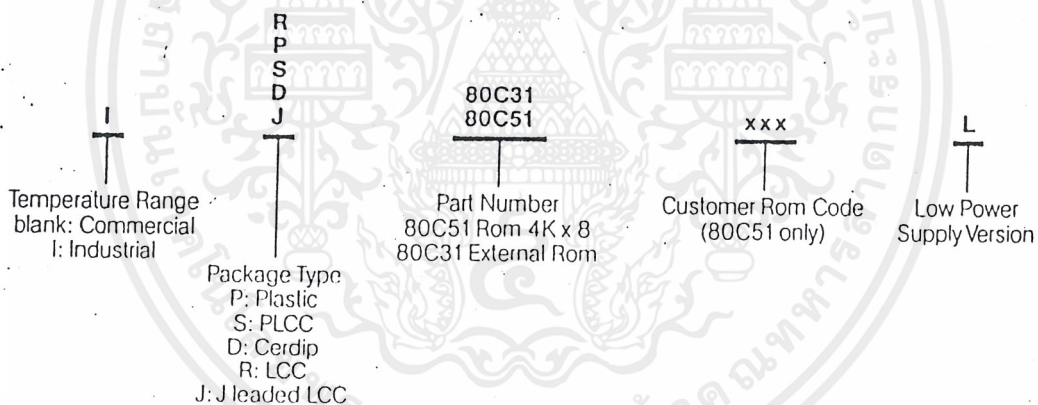 R
P
S
D
J
I
80C31
80C51
xxx
L
Temperature Range
blank: Commercial
I: Industrial
Package Type
P: Plastic
S: PLCC
D: Cerdip
R: LCC
J: J leaded LCC
Part Number
80C51 Rom 4K x 8
80C31 External Rom
Customer Rom Code
(80C51 only)
Low Power
Supply Version